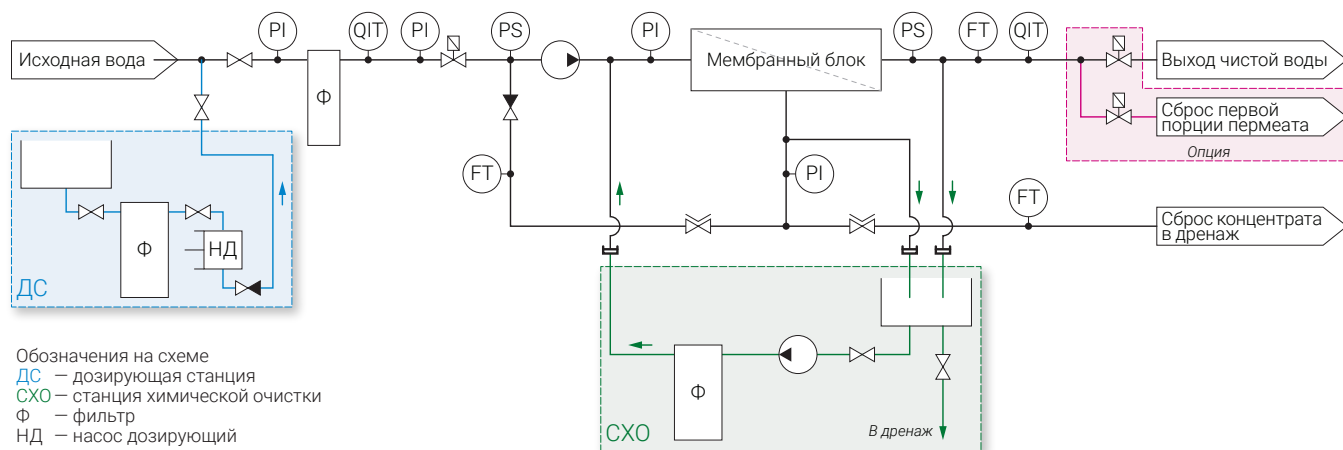 PI
QIT
PI
PS
PI
PS
FT
QIT
Исходная вода
Ф
Мембранный блок
Выход чистой воды
Сброс первой
порции пермеата
Опция
FT
PI
FT
Сброс концентрата
в дренаж
Ф
НД
ДС
Ф
СХО
В дренаж
Обозначения на схеме
ДС — дозирующая станция
СХО — станция химической очистки
Ф — фильтр
НД — насос дозирующий